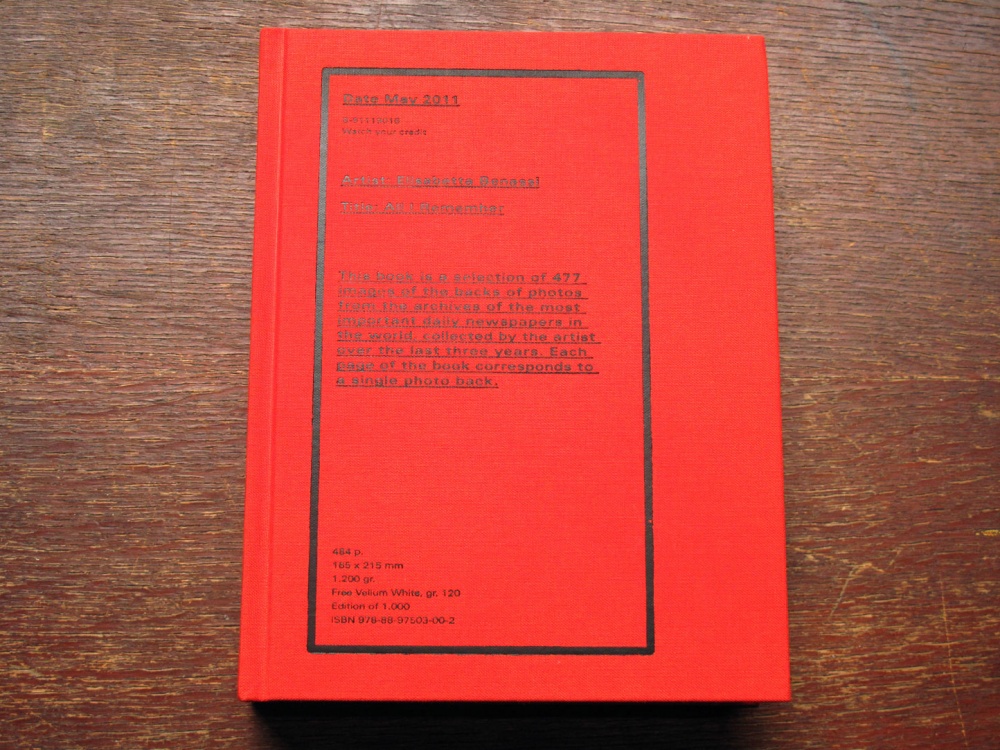 Date May 2011
Watch your credit
Artist: Elisabetta Benassi
Title: All I Remember
This book is a selection of 477
images of the backs of photos
from the archives of the most
important daily newspapers in
the world, collected by the artist
over the last three years. Each
page of the book corresponds to
a single photo back.
484 p.
165 x 215 mm
1.200 gr.
Free Vellum White, gr. 120
Edition of 1.000
ISBN 978-88-97503-00-2